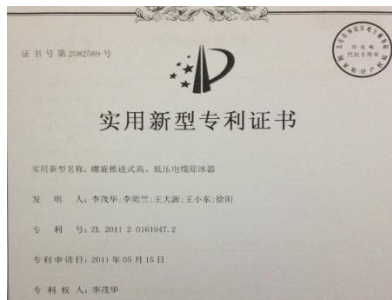 证书号第2082589号
实用新型专利证书
实用新型名称：螺旋推进式高、低压电缆除冰器
发 明 人：李茂华;李奕兰;王大源;王小东;徐阳
专 利 号：ZL 2011 2 0161947.2
专利申请日：2011年05月15日
专 利 权 人：李茂华